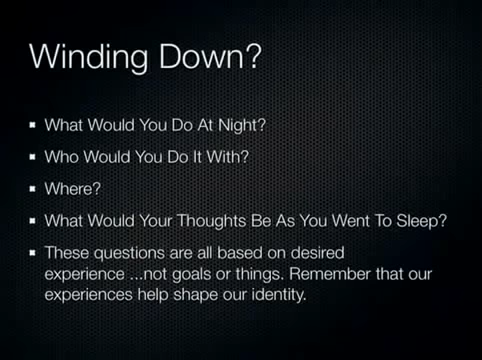 Winding Down?
What Would You Do At Night?
Who Would You Do It With?
Where?
What Would Your Thoughts Be As You Went To Sleep?
These questions are all based on desired
experience ...not goals or things. Remember that our
experiences help shape our identity.